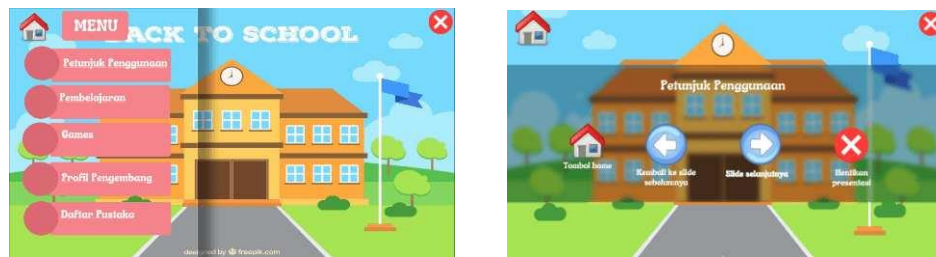 MENU
BACK TO SCHOOL
Petunjuk Penggunaan
Pembelajaran
Games
Profil Pengembang
Daftar Pustaka
designed by freepik.com
Petunjuk Penggunaan
Tombol home
Kembali ke slide
sebelumnya
Slide selanjutnya
Hentikan
presentasi